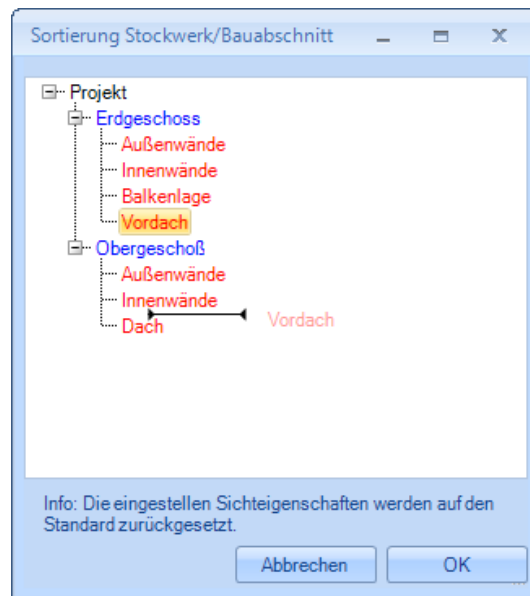 Sortierung Stockwerk/Bauabschnitt
Projekt
Erdgeschoss
Außenwände
Innenwände
Balkenlage
Vordach
Obergeschoß
Außenwände
Innenwände
Vordach
Dach
Info: Die eingestellen Sichteigenschaften werden auf den
Standard zurückgesetzt.
Abbrechen
OK